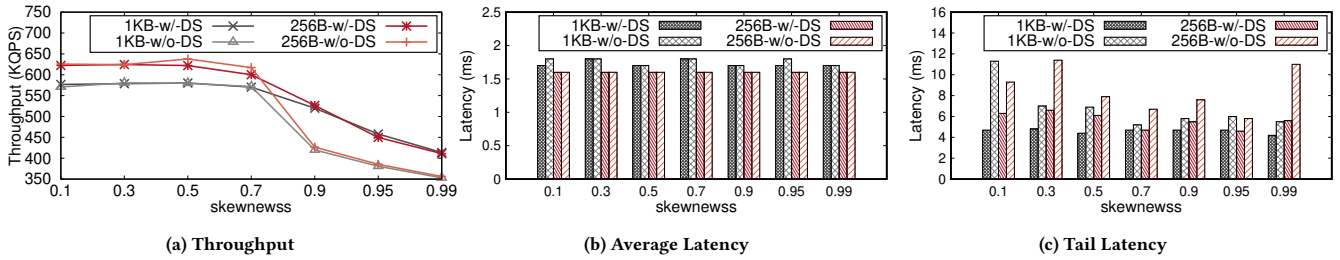 Throughput (KQPS)
750
700
650
600
550
500
450
400
350
1KB-w/-DS
1KB-w/o-DS
256B-w/-DS
256B-w/o-DS
0.1 0.3 0.5 0.7 0.9 0.95 0.99
skewnewss
(a) Throughput
Latency (ms)
2.5
2
1.5
1
0.5
0
1KB-w/-DS
1KB-w/o-DS
256B-w/-DS
256B-w/o-DS
0.1 0.3 0.5 0.7 0.9 0.95 0.99
skewnewss
(b) Average Latency
Latency (ms)
16
14
12
10
8
6
4
2
0
1KB-w/-DS
1KB-w/o-DS
256B-w/-DS
256B-w/o-DS
0.1 0.3 0.5 0.7 0.9 0.95 0.99
skewnewss
(c) Tail Latency